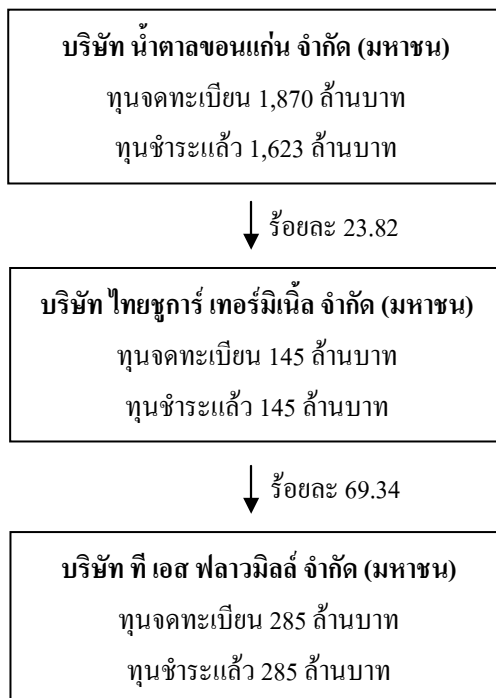 บริษัท น้ำตาลขอนแก่น จำกัด (มหาชน)
ทุนจดทะเบียน 1,870 ล้านบาท
ทุนชำระแล้ว 1,623 ล้านบาท
ร้อยละ 23.82
บริษัท ไทยชูการ์ เทอร์มิเนิ้ล จำกัด (มหาชน)
ทุนจดทะเบียน 145 ล้านบาท
ทุนชำระแล้ว 145 ล้านบาท
ร้อยละ 69.34
บริษัท ที เอส ฟลาวมิลล์ จำกัด (มหาชน)
ทุนจดทะเบียน 285 ล้านบาท
ทุนชำระแล้ว 285 ล้านบาท